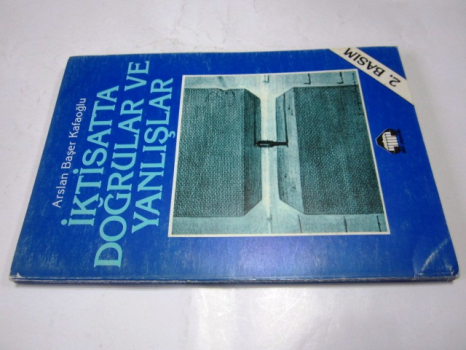 Arslan Başer Kafaoğlu
İKTİSATTA
DOĞRULAR VE
YANLIŞLAR
2. BASIM